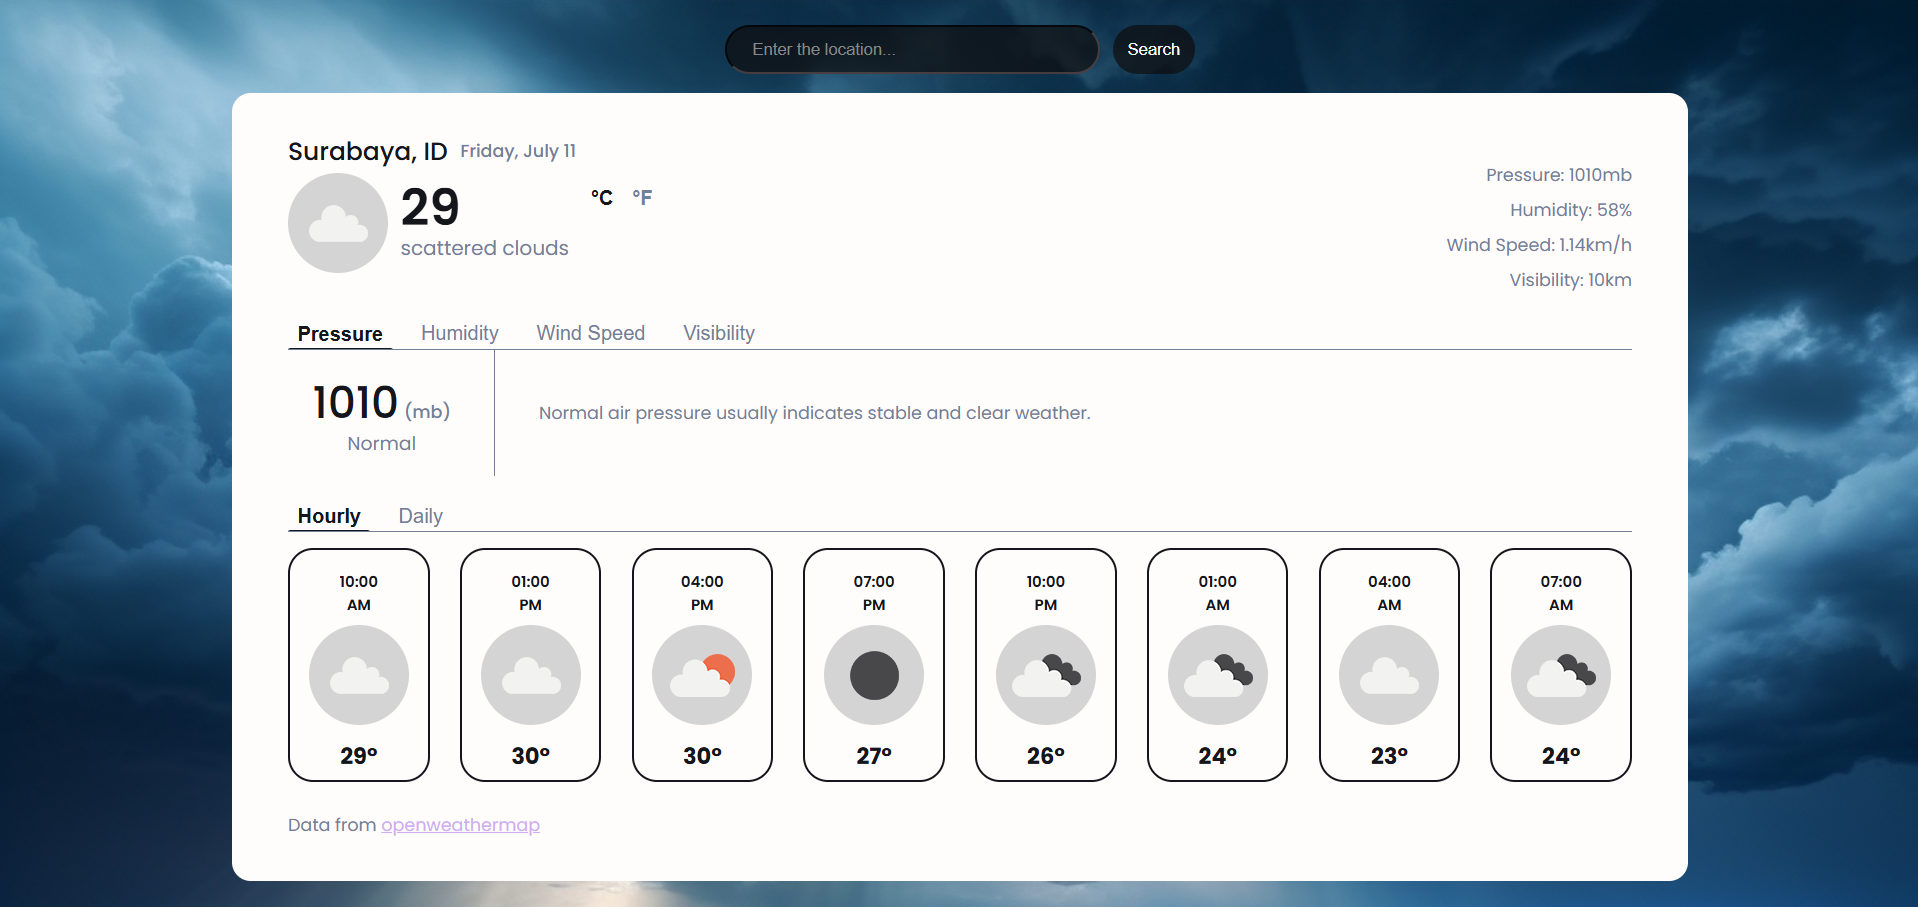 Enter the location... Search
Surabaya, ID Friday, July 11
29 °C °F
scattered clouds
Pressure: 1010mb
Humidity: 58%
Wind Speed: 1.14km/h
Visibility: 10km
Pressure Humidity Wind Speed Visibility
1010 (mb)
Normal
Normal air pressure usually indicates stable and clear weather.
Hourly Daily
10:00 AM
29°
01:00 PM
30°
04:00 PM
30°
07:00 PM
27°
10:00 PM
26°
01:00 AM
24°
04:00 AM
23°
07:00 AM
24°
Data from openweathermap